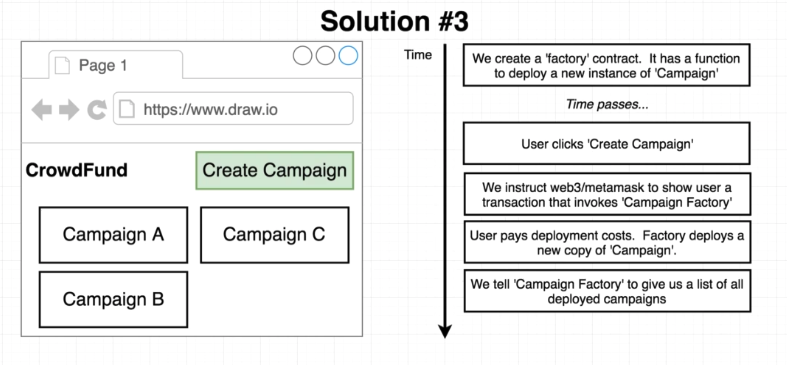 Solution #3
Page 1
https://www.draw.io
CrowdFund
Create Campaign
Campaign A
Campaign C
Campaign B
Time
We create a 'factory' contract.  It has a function
to deploy a new instance of 'Campaign'
Time passes...
User clicks 'Create Campaign'
We instruct web3/metamask to show user a
transaction that invokes 'Campaign Factory'
User pays deployment costs.  Factory deploys a
new copy of 'Campaign'.
We tell 'Campaign Factory' to give us a list of all
deployed campaigns